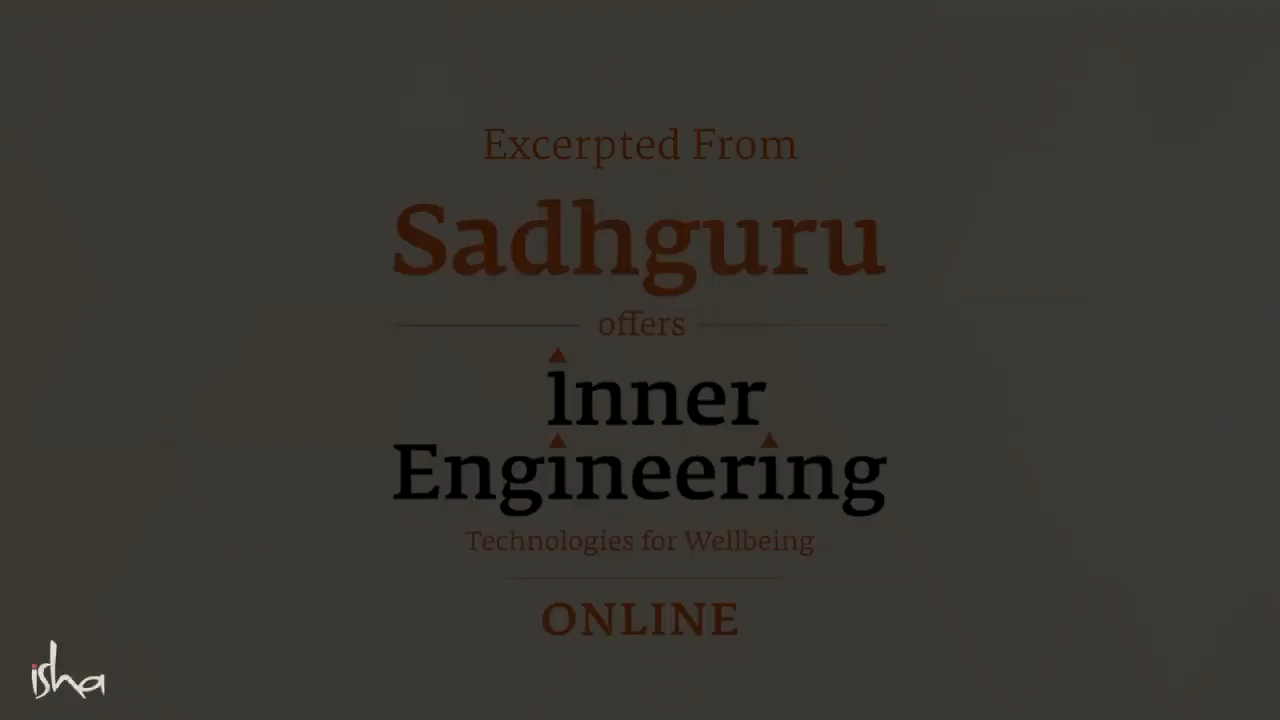 Excerpted From
Sadhguru
offers
inner
Engineering
Technologies for Wellbeing
ONLINE
isha